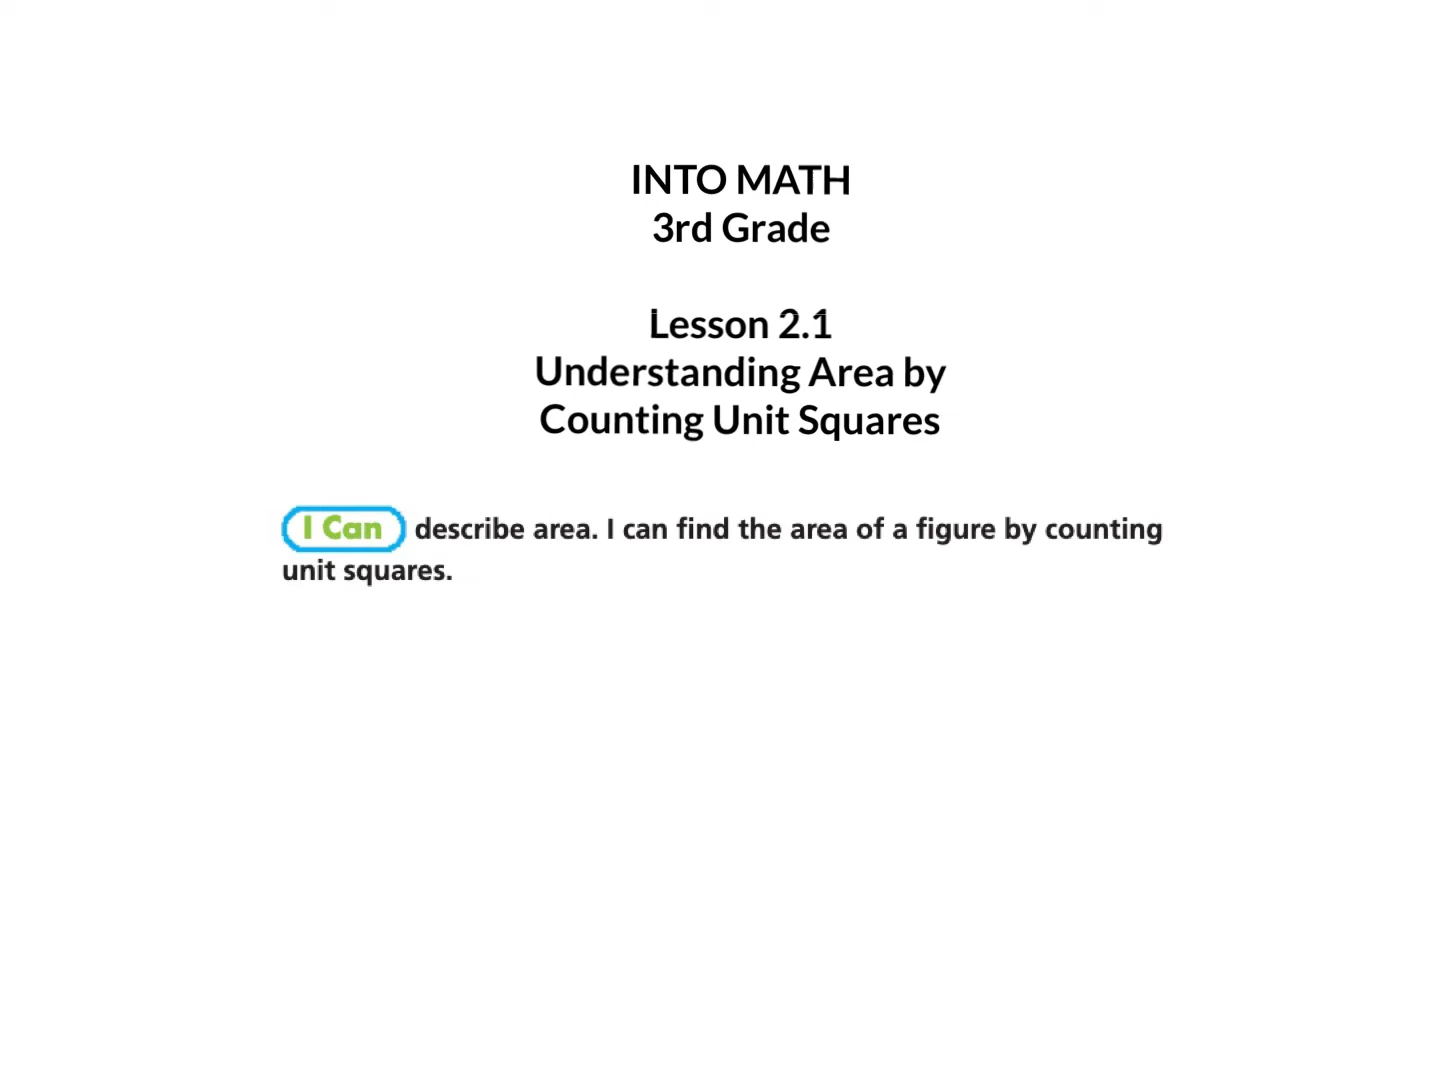 INTO MATH
3rd Grade
Lesson 2.1
Understanding Area by
Counting Unit Squares
I Can describe area. I can find the area of a figure by counting
unit squares.